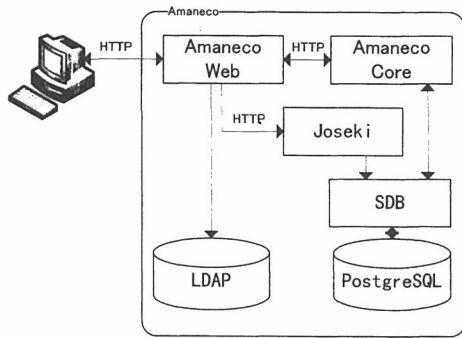 Amaneco
HTTP
Amaneco
Web
HTTP
Amaneco
Core
HTTP
Joseki
SDB
LDAP
PostgreSQL